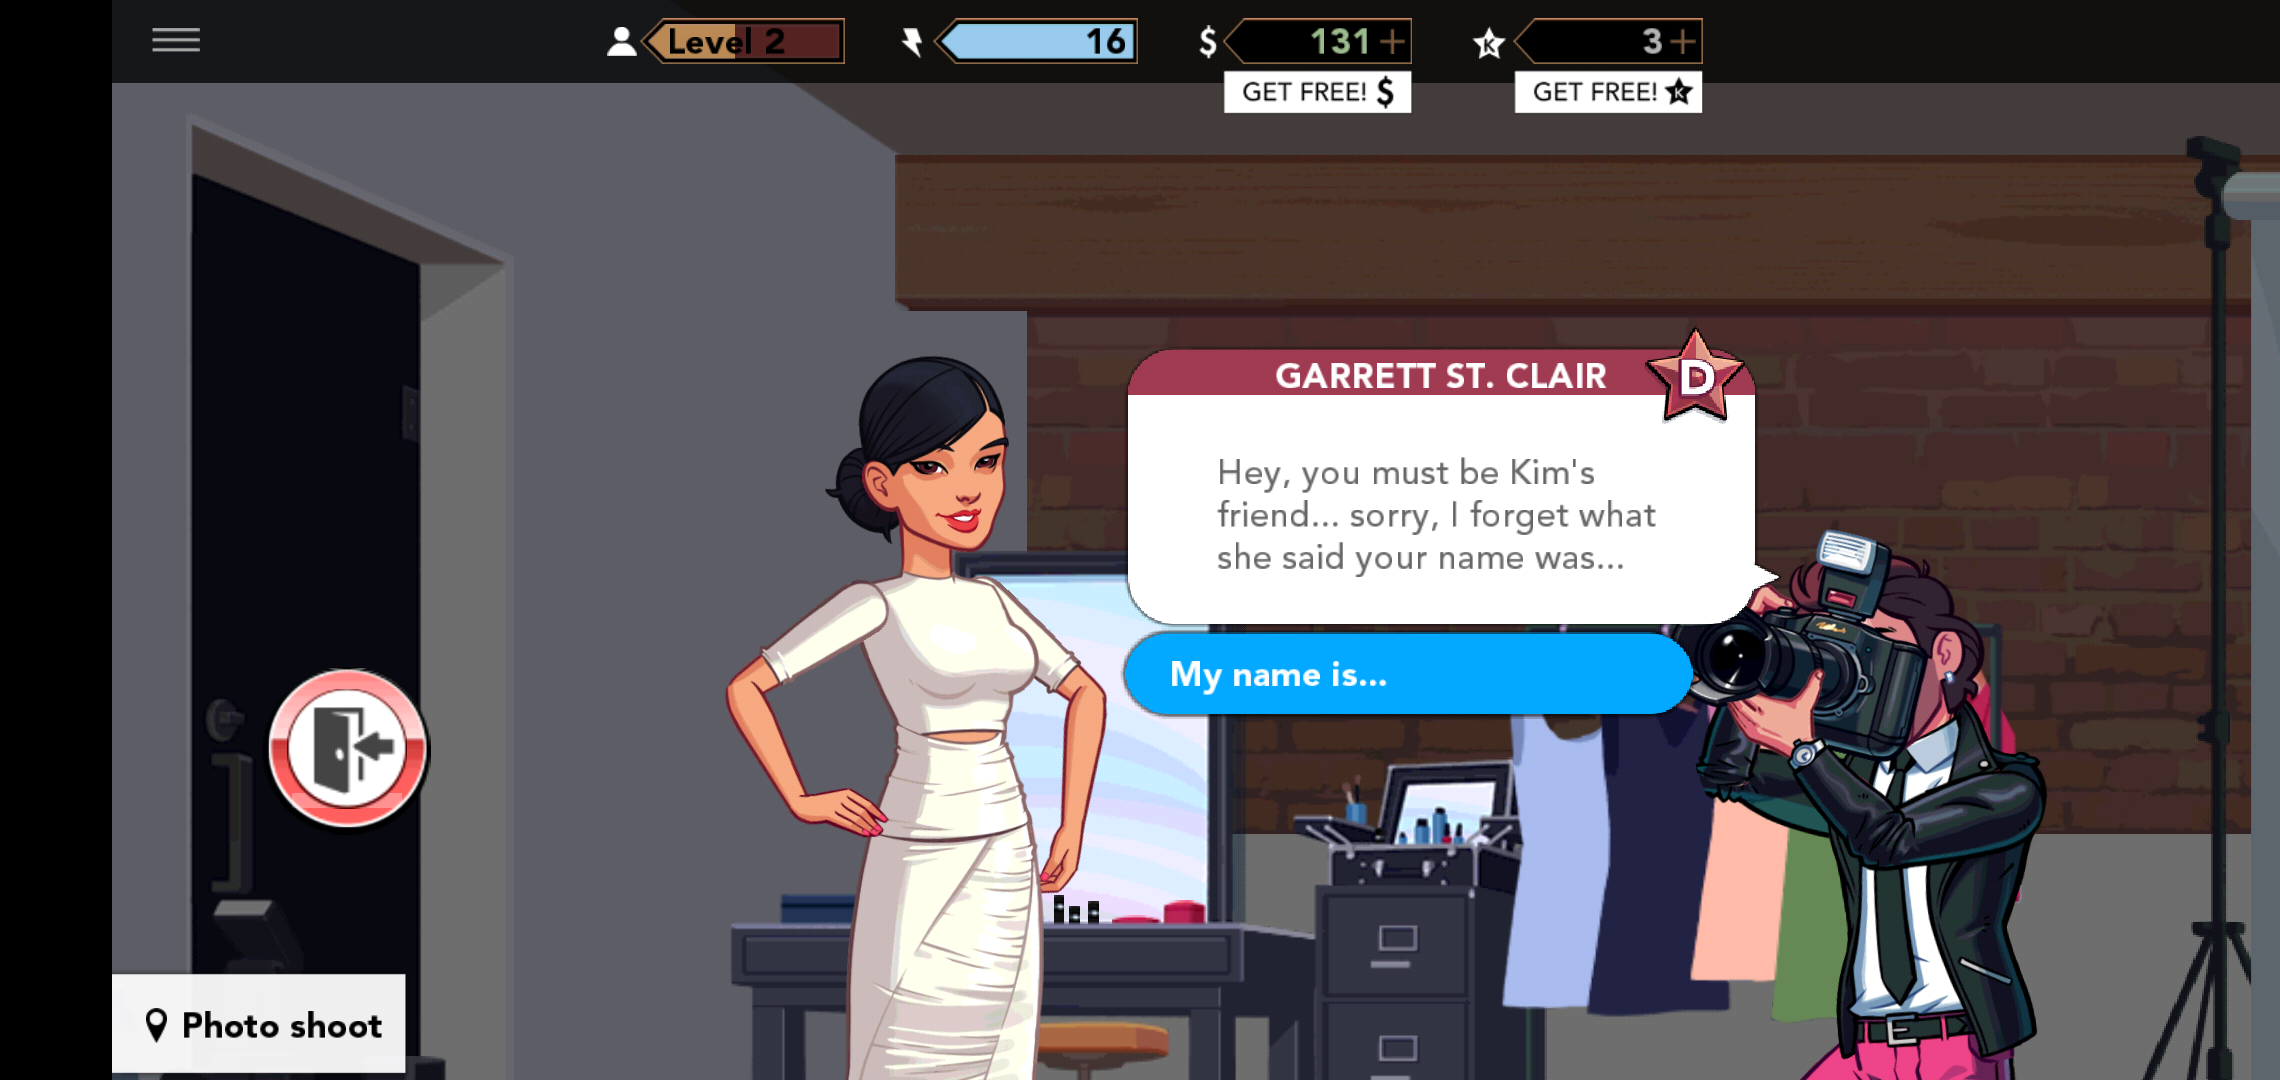 Level 2
16
$ 131 +
K 3 +
GET FREE! $
GET FREE! K
GARRETT ST. CLAIR
D
Hey, you must be Kim's
friend... sorry, I forget what
she said your name was...
My name is...
Photo shoot